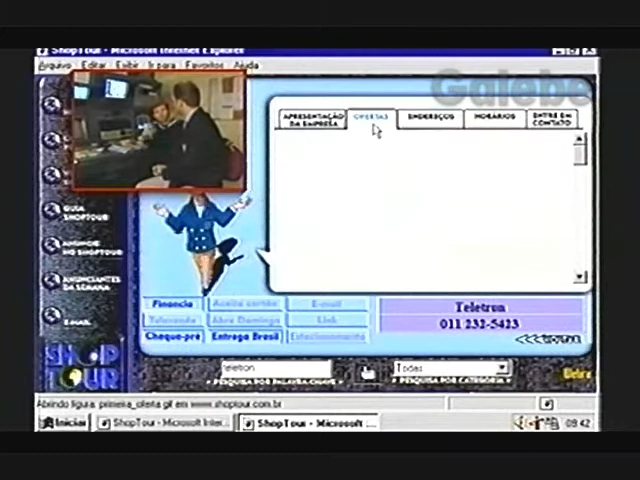 ShopTour - Microsoft Internet Explorer
Arquivo Editar Exibir Ir para Favoritos Ajuda
Galebe
APRESENTAÇÃO DA EMPRESA
OFERTAS
ENDEREÇOS
HORÁRIOS
ENTRE EM CONTATO
GUIA SHOPTOUR
ANUNCIE NO SHOPTOUR
ANUNCIANTES DA SEMANA
E-MAIL
Financia Aceita cartão E-mail
Televendas Abre Domingo Link
Cheque-pré Entrega Brasil Estacionamento
Teletron
011 232-5423
SHOP TOUR
teletron
Todas
PESQUISA POR PALAVRA CHAVE
PESQUISA POR CATEGORIA
Abrindo figura: primeira_oferta.gif em www.shoptour.com.br
Iniciar ShopTour - Microsoft Inter... ShopTour - Microsoft ... 09:42